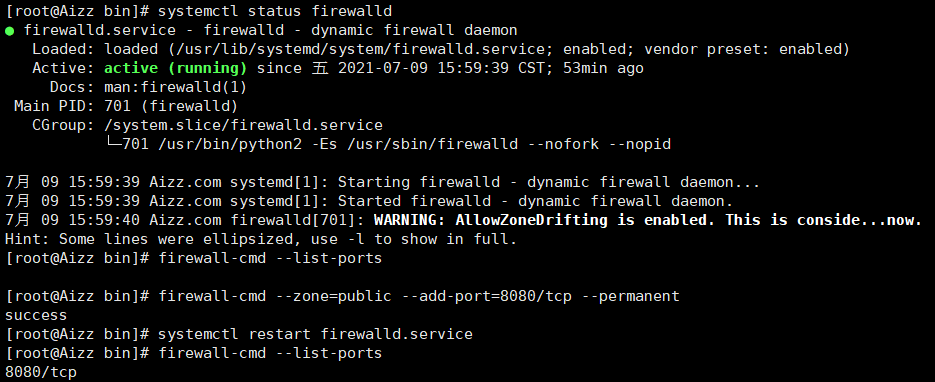 [root@Aizz bin]# systemctl status firewalld
● firewalld.service - firewalld - dynamic firewall daemon
   Loaded: loaded (/usr/lib/systemd/system/firewalld.service; enabled; vendor preset: enabled)
   Active: active (running) since 五 2021-07-09 15:59:39 CST; 53min ago
     Docs: man:firewalld(1)
 Main PID: 701 (firewalld)
   CGroup: /system.slice/firewalld.service
           └─701 /usr/bin/python2 -Es /usr/sbin/firewalld --nofork --nopid
7月 09 15:59:39 Aizz.com systemd[1]: Starting firewalld - dynamic firewall daemon...
7月 09 15:59:39 Aizz.com systemd[1]: Started firewalld - dynamic firewall daemon.
7月 09 15:59:40 Aizz.com firewalld[701]: WARNING: AllowZoneDrifting is enabled. This is conside...now.
Hint: Some lines were ellipsized, use -l to show in full.
[root@Aizz bin]# firewall-cmd --list-ports
[root@Aizz bin]# firewall-cmd --zone=public --add-port=8080/tcp --permanent
success
[root@Aizz bin]# systemctl restart firewalld.service
[root@Aizz bin]# firewall-cmd --list-ports
8080/tcp